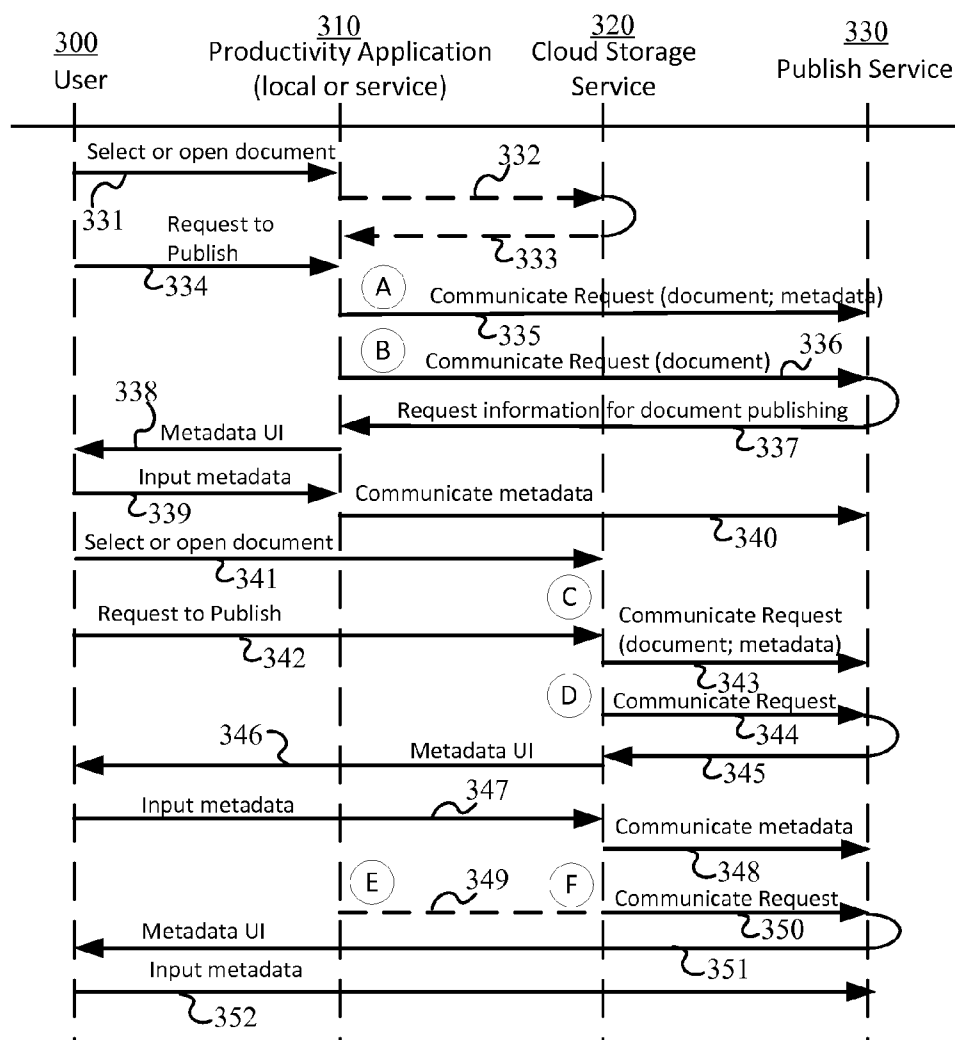 300
User
310
Productivity Application
(local or service)
320
Cloud Storage
Service
330
Publish Service
Select or open document
331
332
333
Request to
Publish
334
A
Communicate Request (document; metadata)
335
B
Communicate Request (document)
336
Request information for document publishing
337
338
Metadata UI
Input metadata
339
Communicate metadata
340
Select or open document
341
C
Request to Publish
342
Communicate Request
(document; metadata)
343
D
Communicate Request
344
345
346
Metadata UI
Input metadata
347
Communicate metadata
348
E
349
F
Communicate Request
350
Metadata UI
351
Input metadata
352